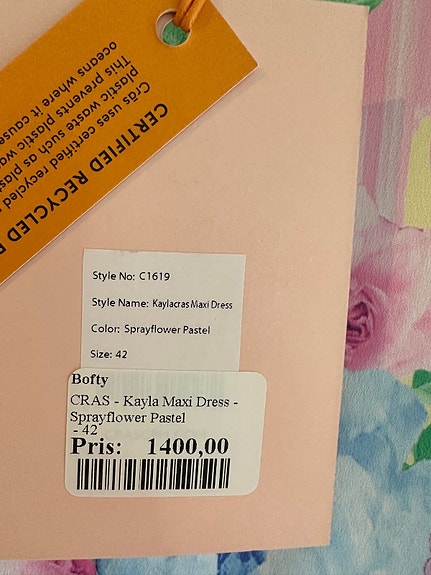 CERTIFIED RECYCLED
Crās uses certified recycled
plastic waste such as plast
This prevents plastic wa
oceans where it cause
Style No: C1619
Style Name: Kaylacras Maxi Dress
Color: Sprayflower Pastel
Size: 42
Bofty
CRAS - Kayla Maxi Dress -
Sprayflower Pastel
- 42
Pris: 1400,00